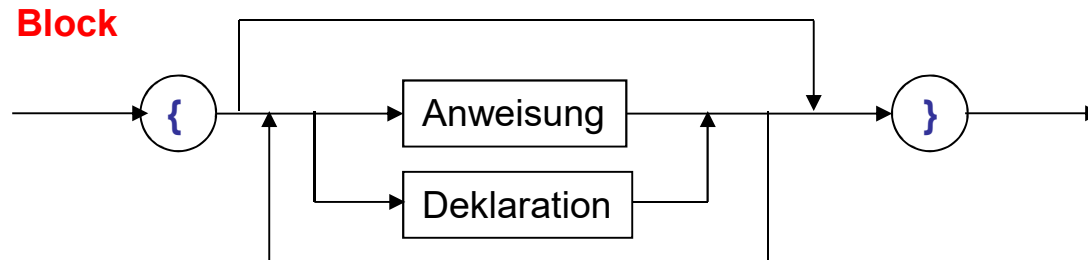 Block
{ Anweisung }
Deklaration